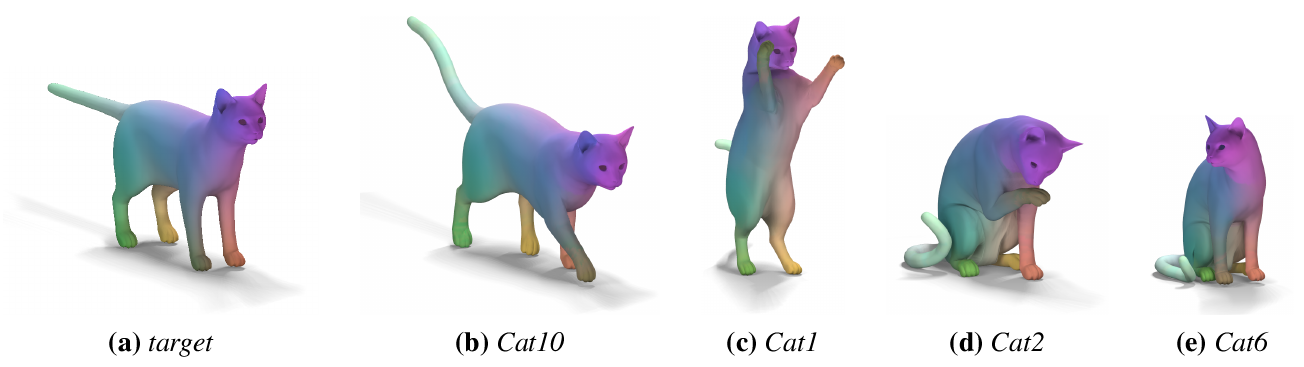 (a) target
(b) Cat10
(c) Cat1
(d) Cat2
(e) Cat6